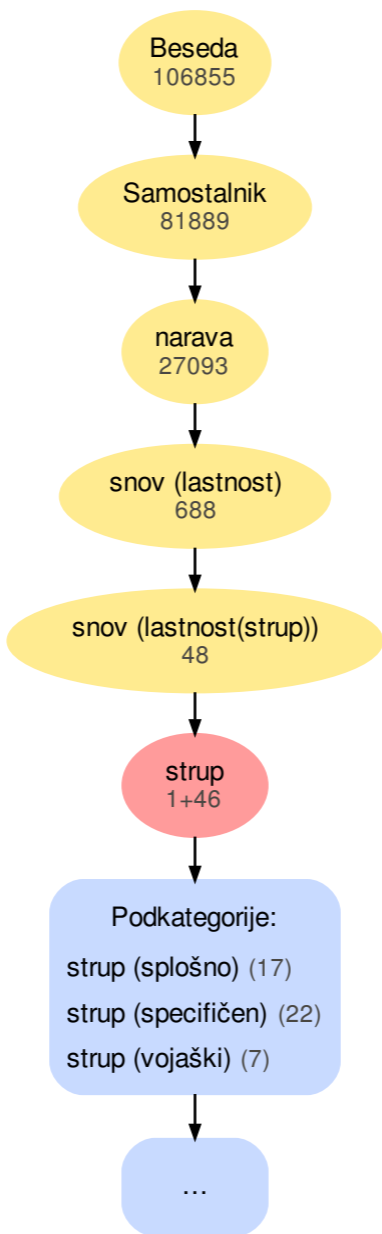 Beseda
106855
Samostalnik
81889
narava
27093
snov (lastnost)
688
snov (lastnost(strup))
48
strup
1+46
Podkategorije:
strup (splošno) (17)
strup (specifičen) (22)
strup (vojaški) (7)
...